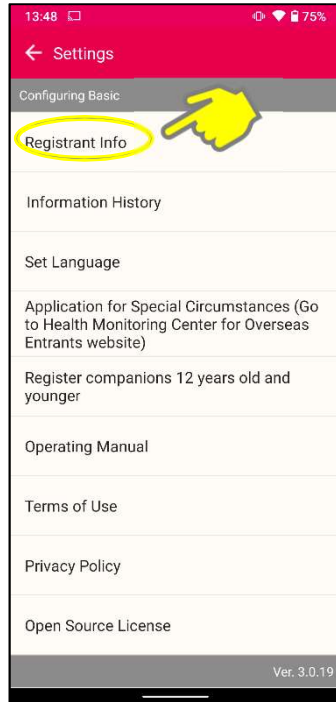 13:48 75%
← Settings
Configuring Basic
Registrant Info
Information History
Set Language
Application for Special Circumstances (Go
to Health Monitoring Center for Overseas
Entrants website)
Register companions 12 years old and
younger
Operating Manual
Terms of Use
Privacy Policy
Open Source License
Ver. 3.0.19